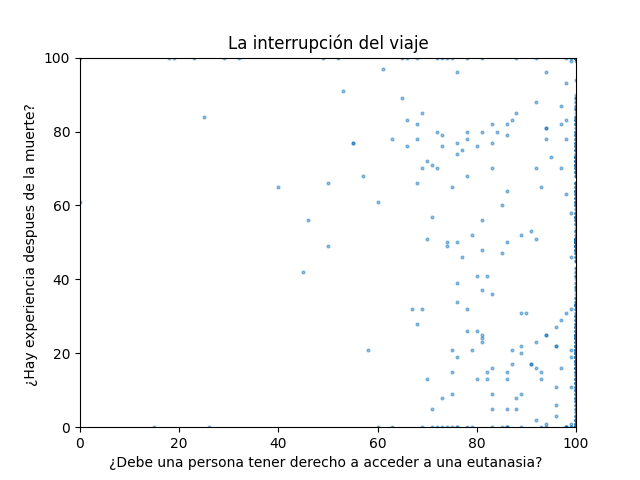 La interrupción del viaje
¿Hay experiencia despues de la muerte?
100
80
60
40
20
0
0 20 40 60 80 100
¿Debe una persona tener derecho a acceder a una eutanasia?